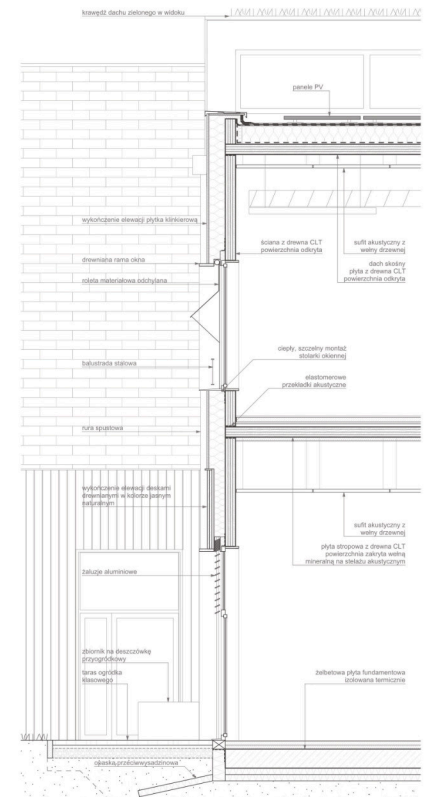 krawędź dachu zielonego w widoku
panele PV
wykończenie elewacji płytka klinkierową
ściana z drewna CLT
powierzchnia odkryta
sufit akustyczny z
wełny drzewnej
drewniana rama okna
dach skośny
płyta z drewna CLT
powierzchnia odkryta
roleta materiałowa odchylana
ciepły, szczelny montaż
stolarki okiennej
balustrada stalowa
elastomerowe
przekładki akustyczne
rura spustowa
wykończenie elewacji deskami
drewnianymi w kolorze jasnym
naturalnym
sufit akustyczny z
wełny drzewnej
płyta stropowa z drewna CLT
powierzchnia zakryta wełną
mineralną na stelażu akustycznym
żaluzje aluminiowe
zbiornik na deszczówkę
przyogródkowy
taras ogródka
klasowego
żelbetowa płyta fundamentowa
izolowana termicznie
opaska przeciwwysadzinowa